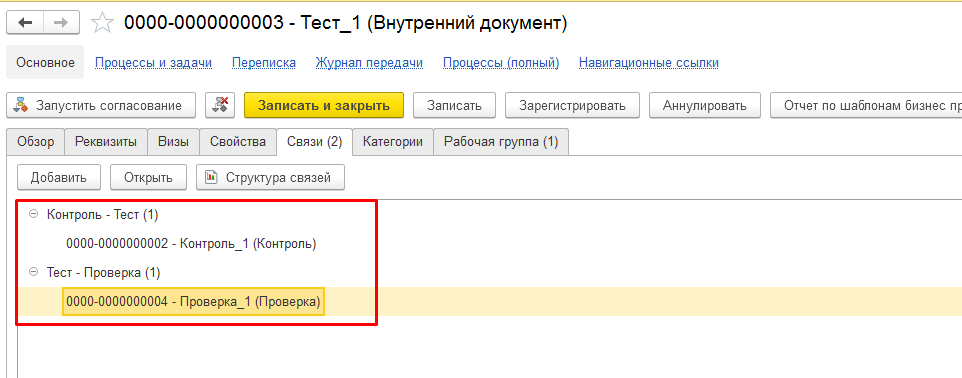 0000-0000000003 - Тест_1 (Внутренний документ)
Основное Процессы и задачи Переписка Журнал передачи Процессы (полный) Навигационные ссылки
Запустить согласование Записать и закрыть Записать Зарегистрировать Аннулировать Отчет по шаблонам бизнес пр
Обзор Реквизиты Визы Свойства Связи (2) Категории Рабочая группа (1)
Добавить Открыть Структура связей
Контроль - Тест (1)
0000-0000000002 - Контроль_1 (Контроль)
Тест - Проверка (1)
0000-0000000004 - Проверка_1 (Проверка)